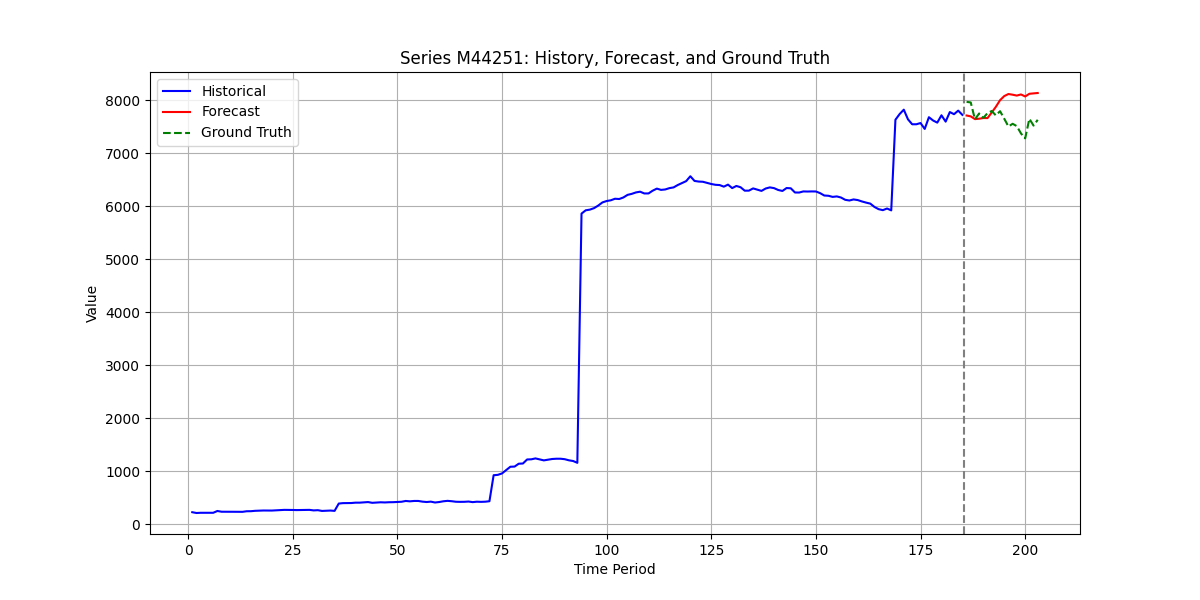 Series M44251: History, Forecast, and Ground Truth
Historical
Forecast
Ground Truth
8000
7000
6000
5000
4000
3000
2000
1000
0
Value
0 25 50 75 100 125 150 175 200
Time Period